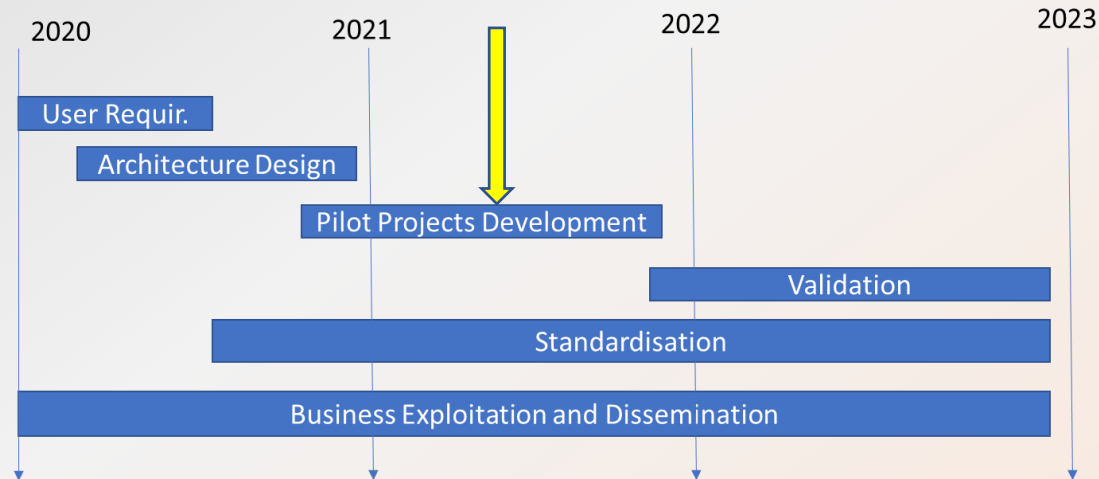 2020
2021
2022
2023
User Requir.
Architecture Design
Pilot Projects Development
Validation
Standardisation
Business Exploitation and Dissemination